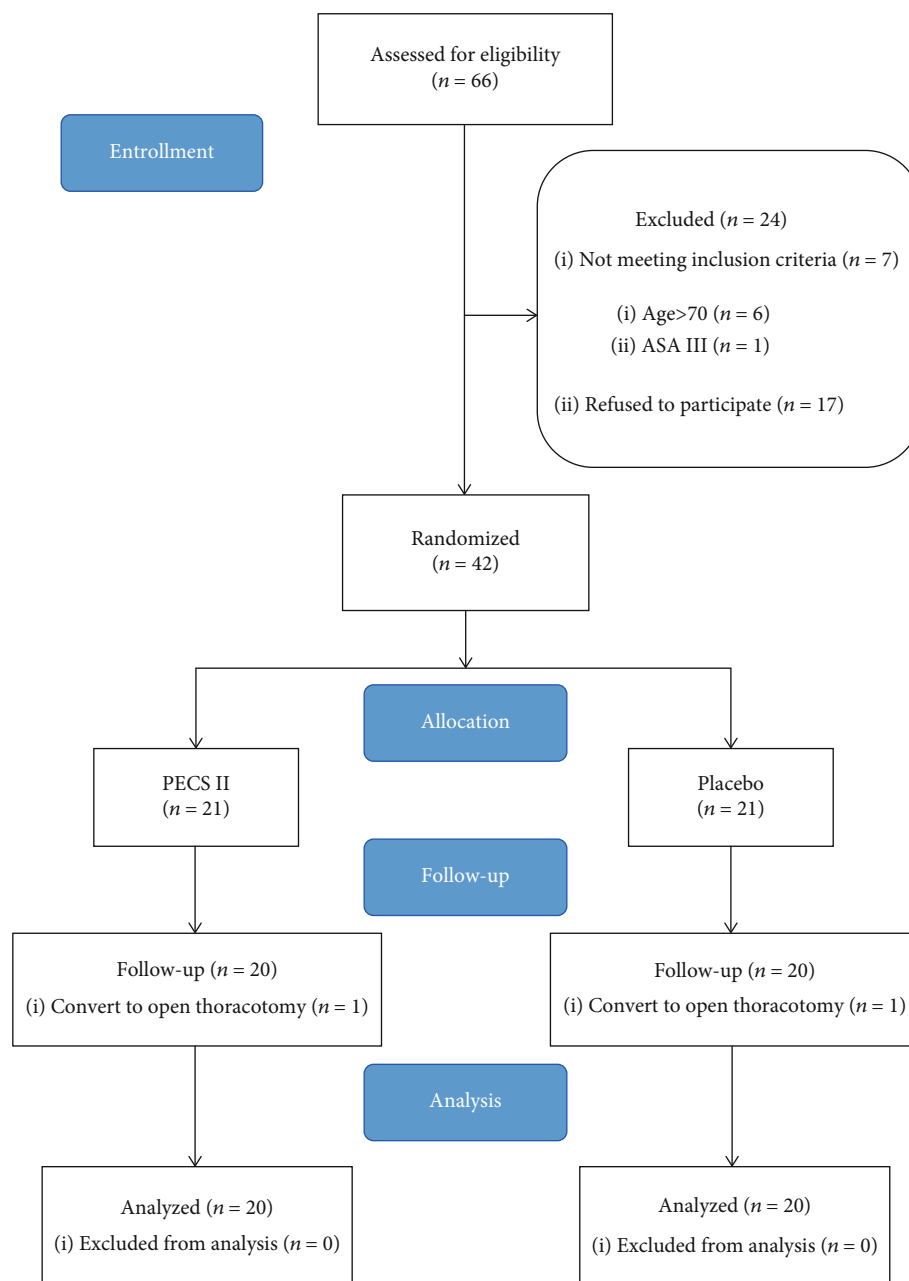 Assessed for eligibility
(n = 66)
Entrollment
Excluded (n = 24)
(i) Not meeting inclusion criteria (n = 7)
(i) Age>70 (n = 6)
(ii) ASA III (n = 1)
(ii) Refused to participate (n = 17)
Randomized
(n = 42)
Allocation
PECS II
(n = 21)
Placebo
(n = 21)
Follow-up
Follow-up (n = 20)
(i) Convert to open thoracotomy (n = 1)
Follow-up (n = 20)
(i) Convert to open thoracotomy (n = 1)
Analysis
Analyzed (n = 20)
(i) Excluded from analysis (n = 0)
Analyzed (n = 20)
(i) Excluded from analysis (n = 0)